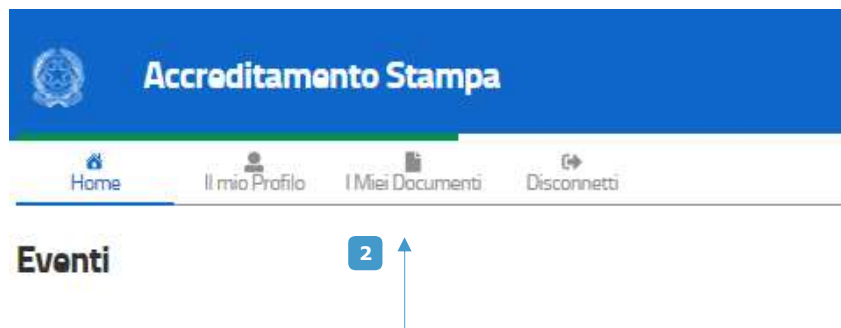 Accreditamento Stampa
Home Il mio Profilo I Miei Documenti Disconnetti
Eventi
2